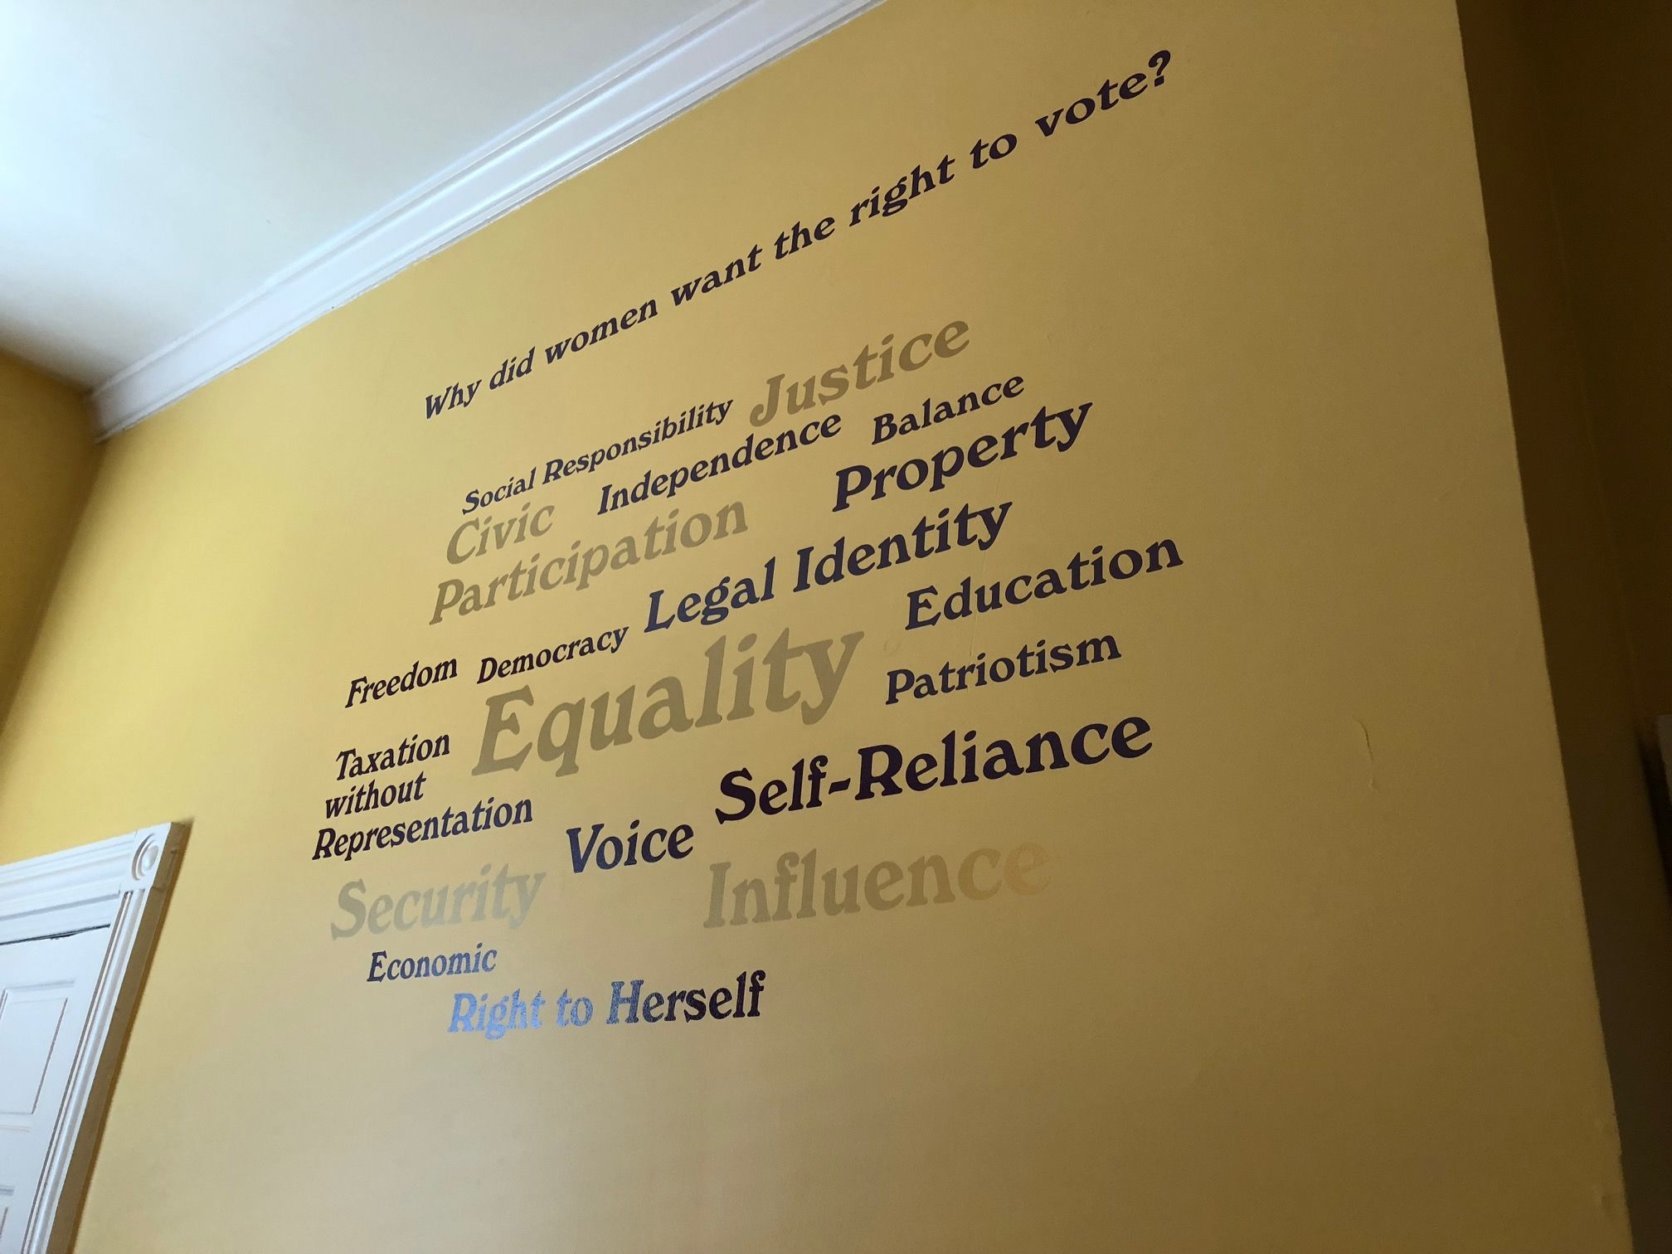 Why did women want the right to vote?
Social Responsibility
Justice
Independence
Balance
Civic
Participation
Property
Legal Identity
Freedom
Democracy
Equality
Education
Patriotism
Taxation
without
Representation
Voice
Self-Reliance
Security
Influence
Economic
Right to Herself